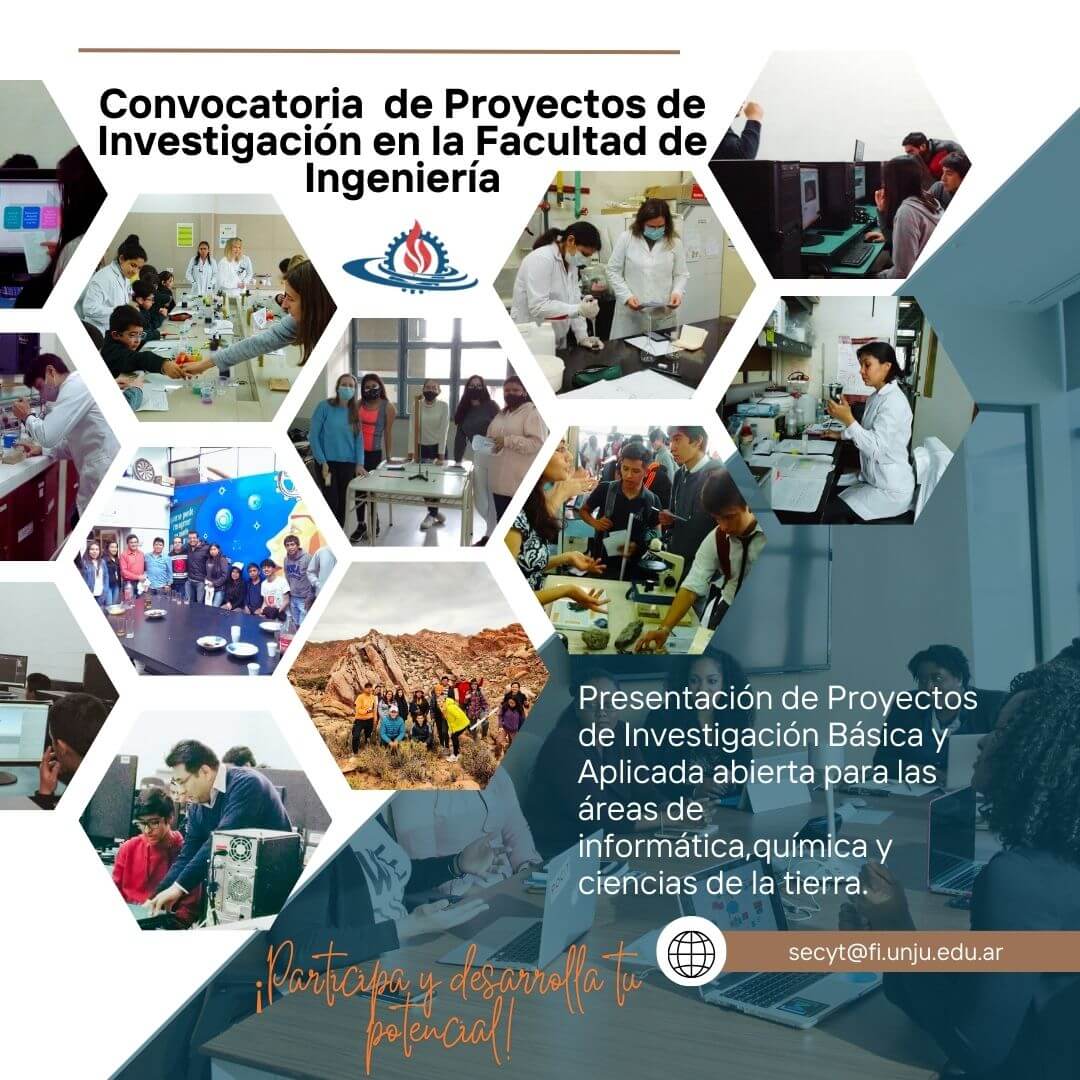 Convocatoria de Proyectos de
Investigación en la Facultad de
Ingeniería
Presentación de Proyectos
de Investigación Básica y
Aplicada abierta para las
áreas de
informática,química y
ciencias de la tierra.
secyt@fi.unju.edu.ar
¡Participa y desarrolla tu
potencial!